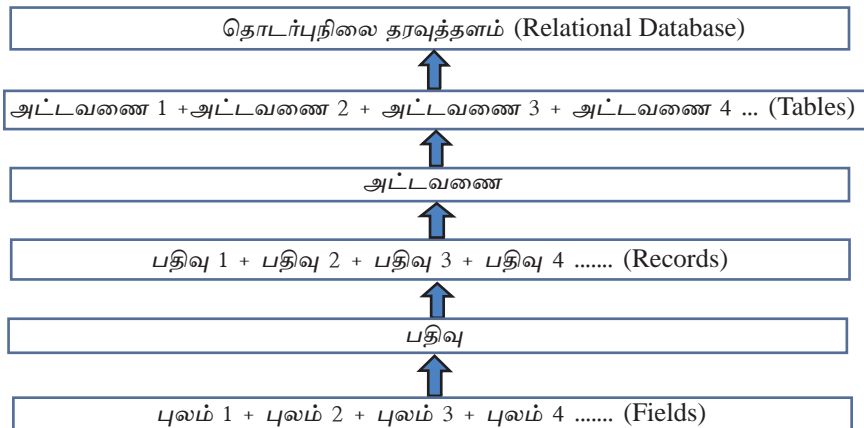 தொடர்புநிலை தரவுத்தளம் (Relational Database)
அட்டவணை 1 +அட்டவணை 2 + அட்டவணை 3 + அட்டவணை 4 ... (Tables)
அட்டவணை
பதிவு 1 + பதிவு 2 + பதிவு 3 + பதிவு 4 ....... (Records)
பதிவு
புலம் 1 + புலம் 2 + புலம் 3 + புலம் 4 ....... (Fields)